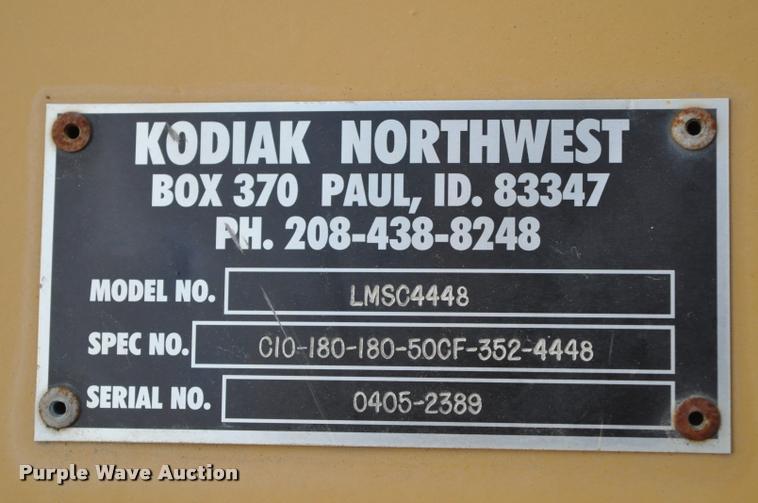 KODIAK NORTHWEST
BOX 370 PAUL, ID. 83347
PH. 208-438-8248
MODEL NO. LMSC4448
SPEC NO. C10-180-180-50CF-352-4448
SERIAL NO. 0405-2389
Purple Wave Auction